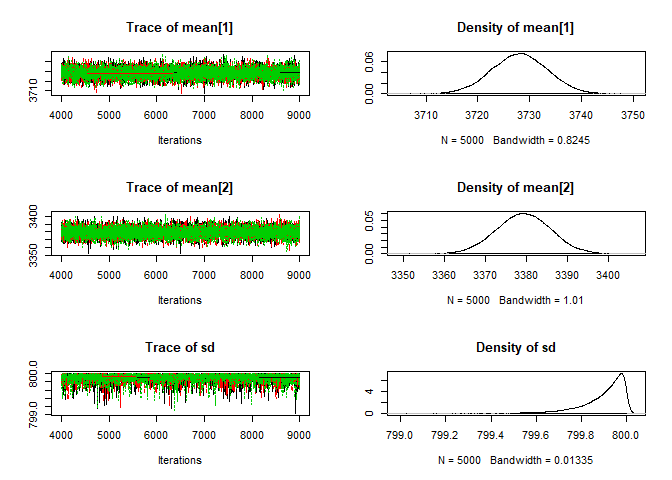 Trace of mean[1]
3710
4000 5000 6000 7000 8000 9000
Iterations
Density of mean[1]
0.00 0.06
3710 3720 3730 3740 3750
N = 5000 Bandwidth = 0.8245
Trace of mean[2]
3350 3400
4000 5000 6000 7000 8000 9000
Iterations
Density of mean[2]
0.00 0.05
3350 3360 3370 3380 3390 3400
N = 5000 Bandwidth = 1.01
Trace of sd
799.0 800.0
4000 5000 6000 7000 8000 9000
Iterations
Density of sd
0 4
799.0 799.2 799.4 799.6 799.8 800.0
N = 5000 Bandwidth = 0.01335